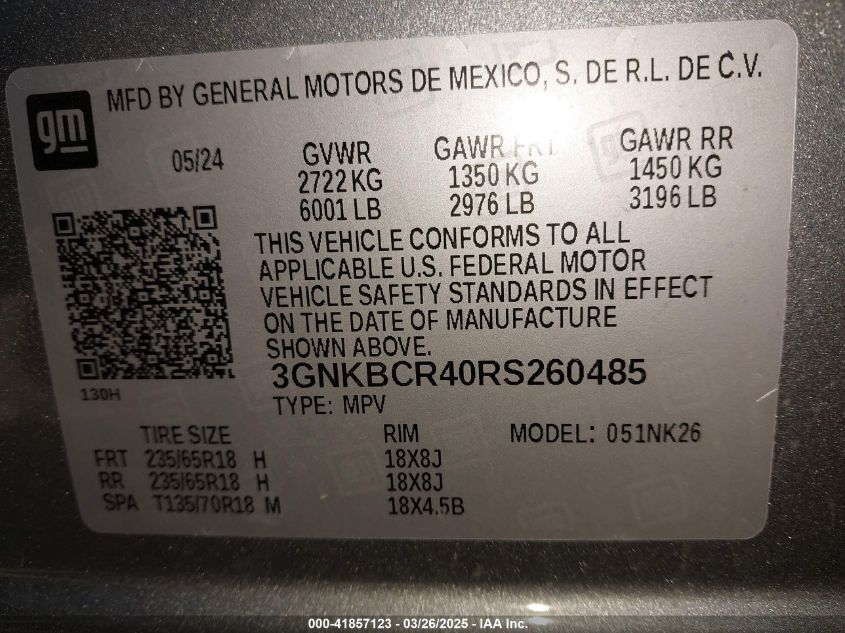 gm
MFD BY GENERAL MOTORS DE MEXICO, S. DE R.L. DE C.V.
05/24
GVWR GAWR FRT GAWR RR
2722 KG 1350 KG 1450 KG
6001 LB 2976 LB 3196 LB
THIS VEHICLE CONFORMS TO ALL
APPLICABLE U.S. FEDERAL MOTOR
VEHICLE SAFETY STANDARDS IN EFFECT
ON THE DATE OF MANUFACTURE
SHOWN ABOVE.
3GNKBCR40RS260485
130H
TYPE: MPV
TIRE SIZE RIM MODEL: 051NK26
FRT 235/65R18 H 18X8J
RR 235/65R18 H 18X8J
SPA T135/70R18 M 18X4.5B
000-41857123 - 03/26/2025 - IAA Inc.